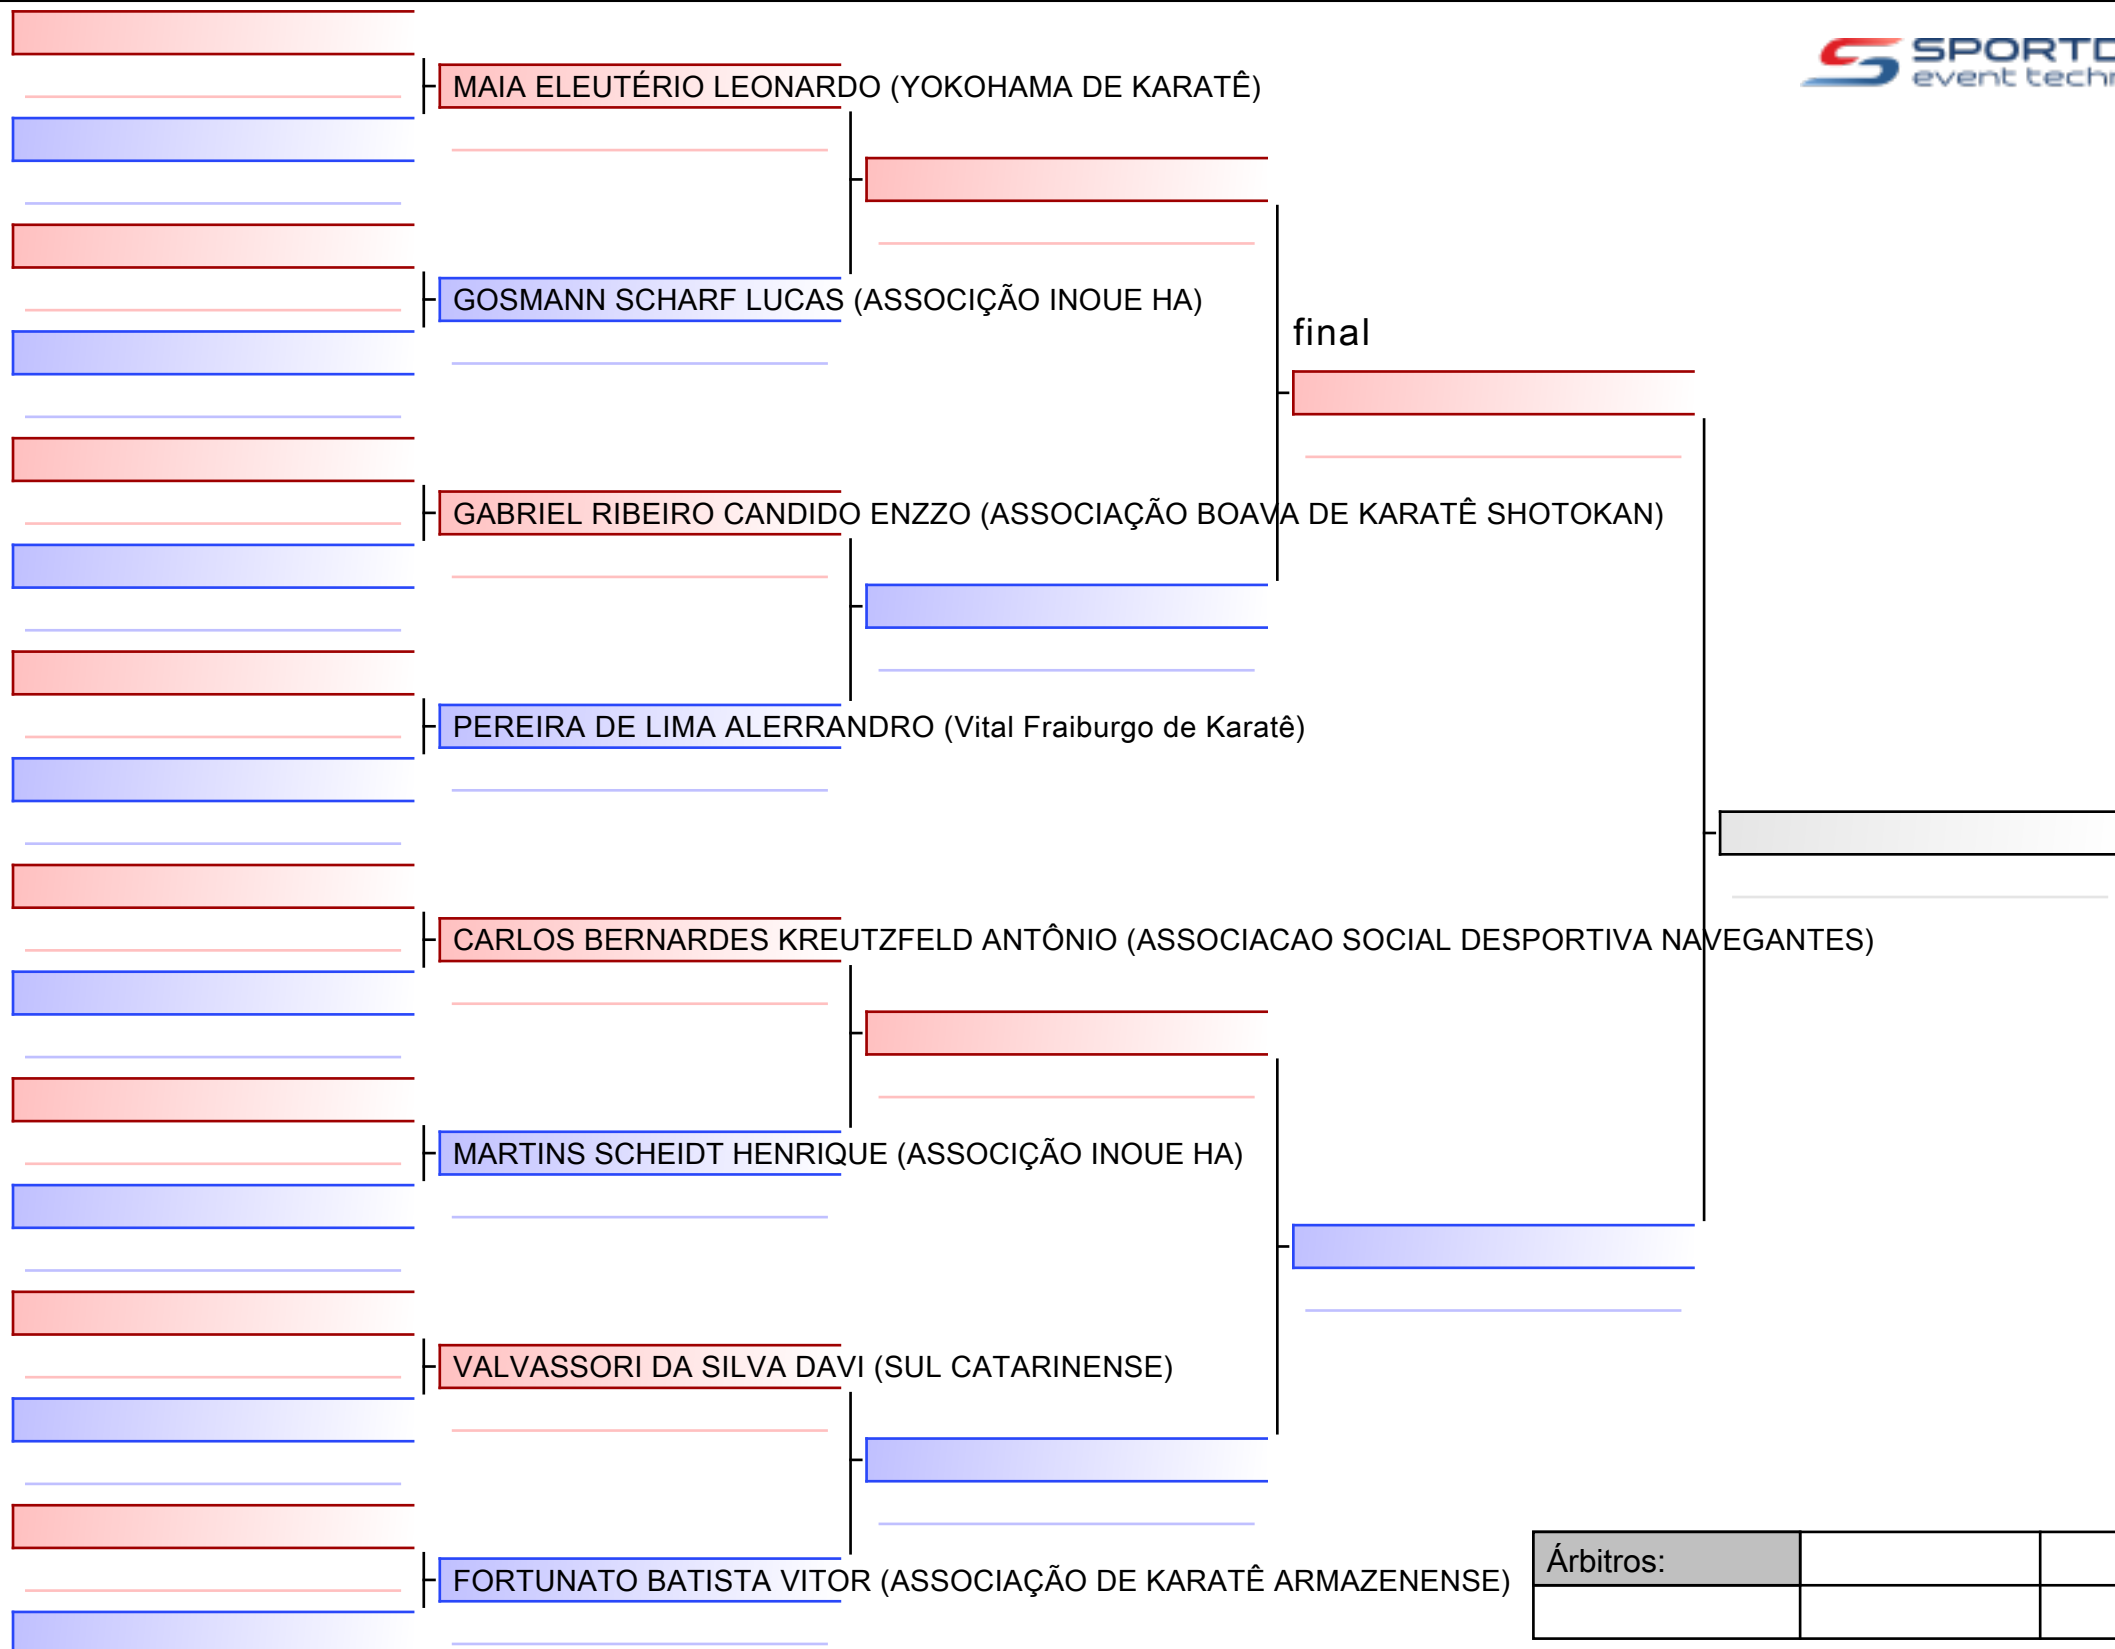 MAIA ELEUTÉRIO LEONARDO (YOKOHAMA DE KARATÊ)
GOSMANN SCHARF LUCAS (ASSOCIÇÃO INOUE HA)
final
GABRIEL RIBEIRO CANDIDO ENZZO (ASSOCIAÇÃO BOAVA DE KARATÊ SHOTOKAN)
PEREIRA DE LIMA ALERRANDRO (Vital Fraiburgo de Karatê)
CARLOS BERNARDES KREUTZFELD ANTÔNIO (ASSOCIACAO SOCIAL DESPORTIVA NAVEGANTES)
MARTINS SCHEIDT HENRIQUE (ASSOCIÇÃO INOUE HA)
VALVASSORI DA SILVA DAVI (SUL CATARINENSE)
Árbitros:
FORTUNATO BATISTA VITOR (ASSOCIAÇÃO DE KARATÊ ARMAZENENSE)
event